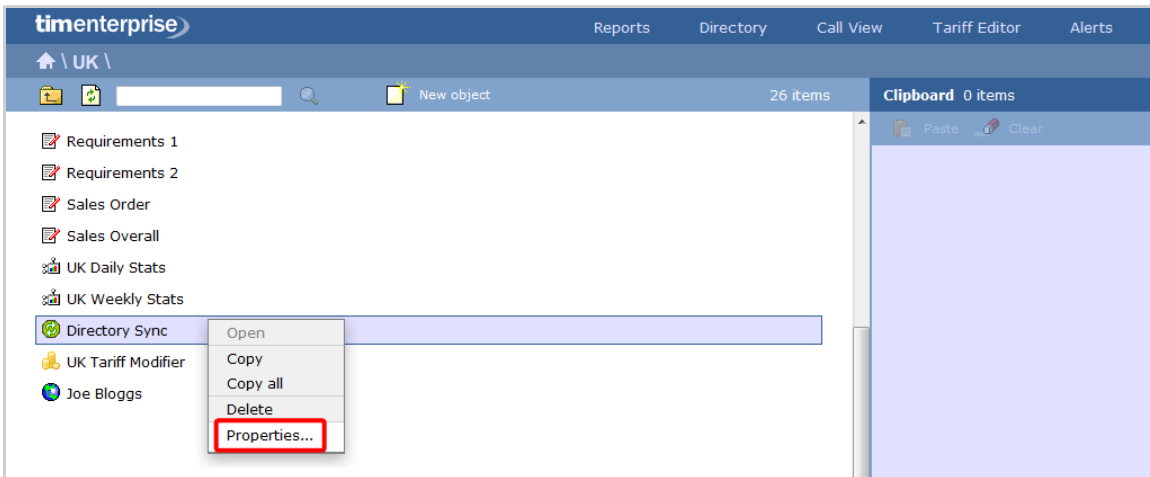 timenterprise
Reports Directory Call View Tariff Editor Alerts
\ UK \
New object 26 items Clipboard 0 items
Paste Clear
Requirements 1
Requirements 2
Sales Order
Sales Overall
UK Daily Stats
UK Weekly Stats
Directory Sync
Open
UK Tariff Modifier
Copy
Copy all
Joe Bloggs
Delete
Properties...